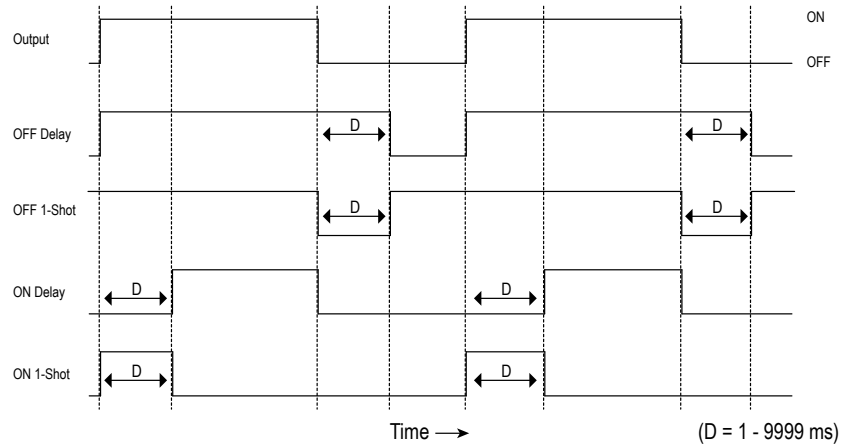 Output
ON
OFF
OFF Delay
D
D
OFF 1-Shot
D
D
ON Delay
D
D
ON 1-Shot
D
D
Time
(D = 1 - 9999 ms)